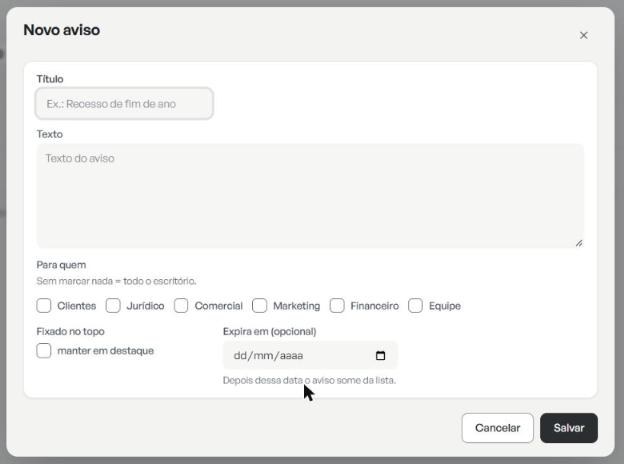 Novo aviso
Título
Ex.: Recesso de fim de ano
Texto
Texto do aviso
Para quem
Sem marcar nada = todo o escritório.
Clientes Jurídico Comercial Marketing Financeiro Equipe
Fixado no topo Expira em (opcional)
manter em destaque dd/mm/aaaa
Depois dessa data o aviso some da lista.
Cancelar Salvar